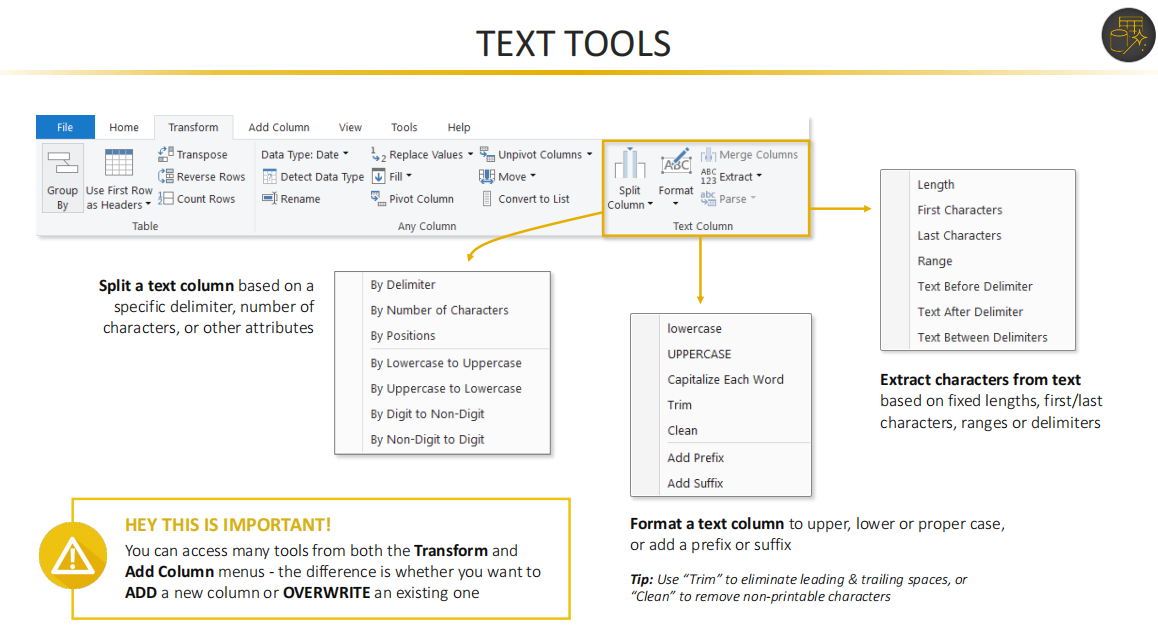 TEXT TOOLS
File Home Transform Add Column View Tools Help
Group By
Use First Row as Headers
Transpose
Reverse Rows
Count Rows
Table
Data Type: Date
Detect Data Type
Rename
1 2 Replace Values
Fill
Pivot Column
Unpivot Columns
Move
Convert to List
Any Column
Split Column
ABC
Format
Merge Columns
ABC 123 Extract
abc Parse
Text Column
Split a text column based on a
specific delimiter, number of
characters, or other attributes
By Delimiter
By Number of Characters
By Positions
By Lowercase to Uppercase
By Uppercase to Lowercase
By Digit to Non-Digit
By Non-Digit to Digit
lowercase
UPPERCASE
Capitalize Each Word
Trim
Clean
Add Prefix
Add Suffix
Length
First Characters
Last Characters
Range
Text Before Delimiter
Text After Delimiter
Text Between Delimiters
Extract characters from text
based on fixed lengths, first/last
characters, ranges or delimiters
HEY THIS IS IMPORTANT!
You can access many tools from both the Transform and
Add Column menus - the difference is whether you want to
ADD a new column or OVERWRITE an existing one
Format a text column to upper, lower or proper case,
or add a prefix or suffix
Tip: Use “Trim” to eliminate leading & trailing spaces, or
“Clean” to remove non-printable characters